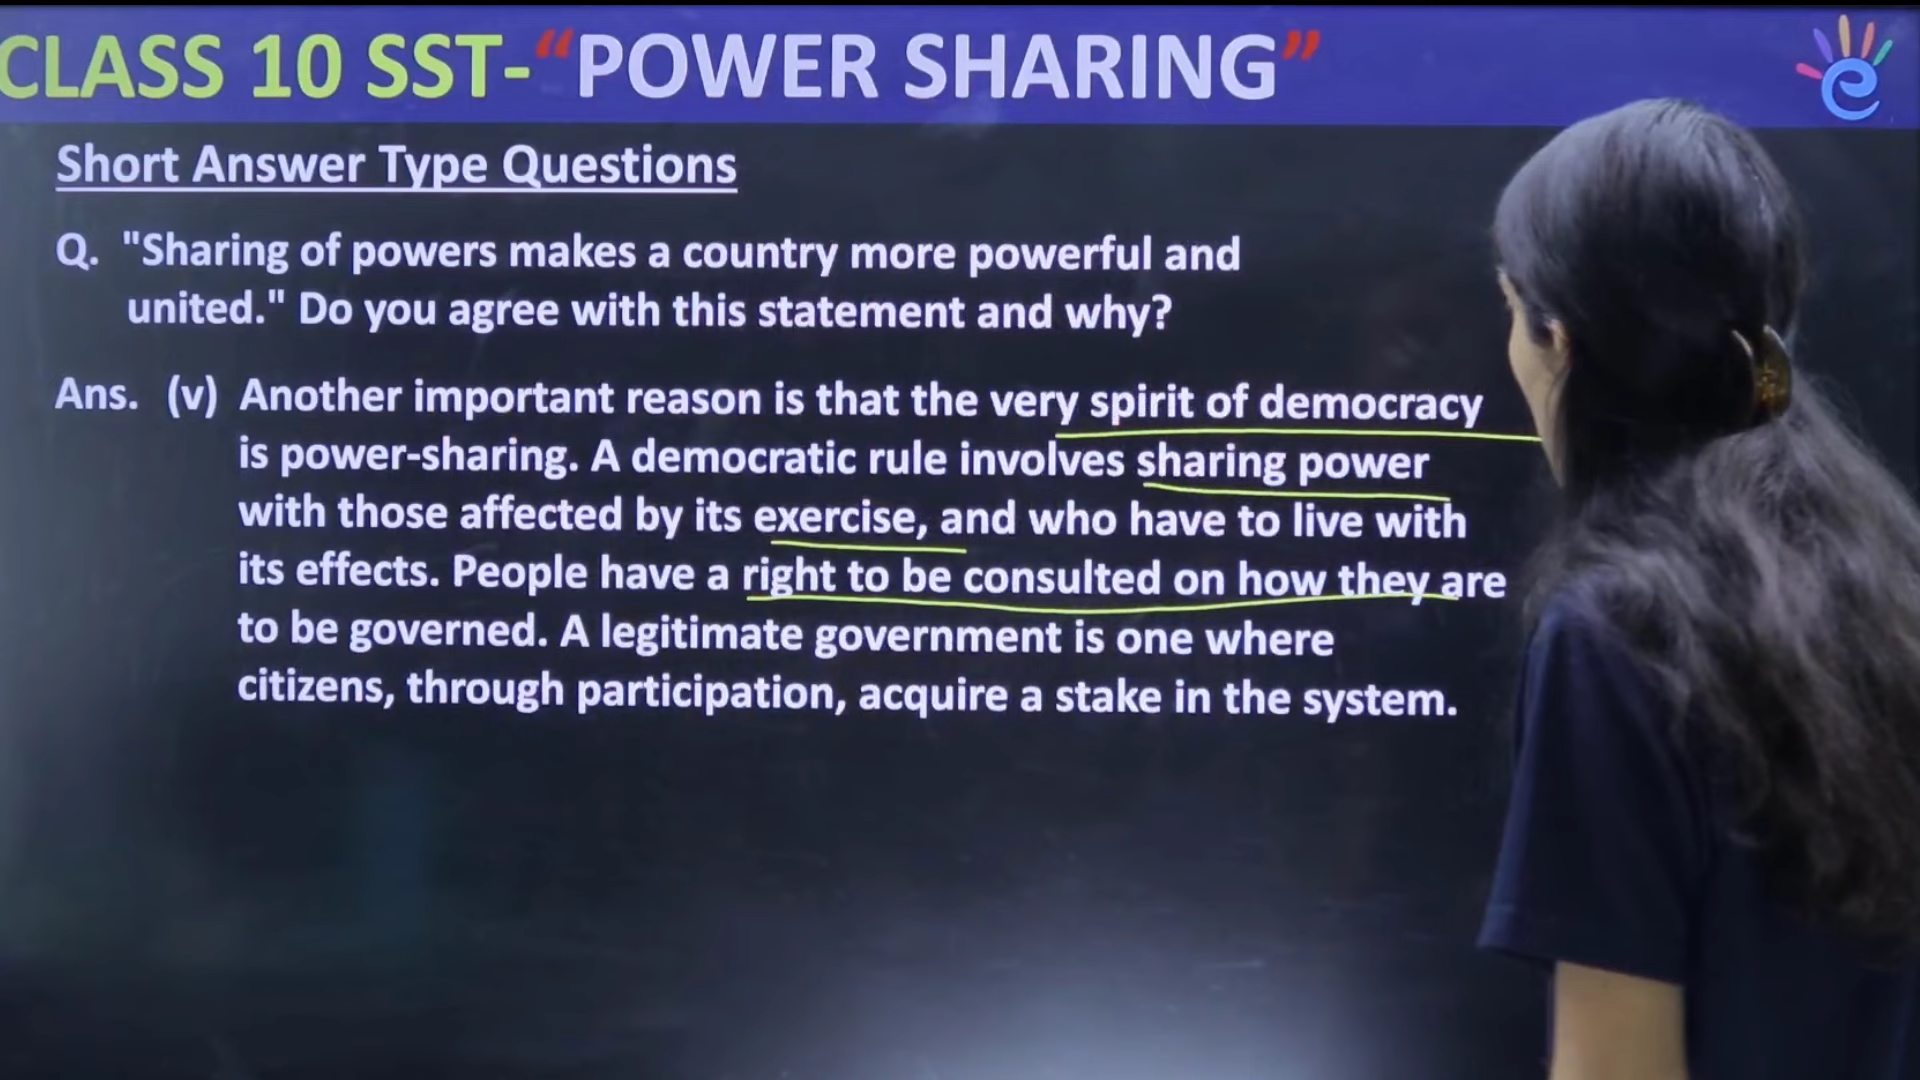 CLASS 10 SST-“POWER SHARING”
Short Answer Type Questions
Q. "Sharing of powers makes a country more powerful and
united." Do you agree with this statement and why?
Ans. (v) Another important reason is that the very spirit of democracy
is power-sharing. A democratic rule involves sharing power
with those affected by its exercise, and who have to live with
its effects. People have a right to be consulted on how they are
to be governed. A legitimate government is one where
citizens, through participation, acquire a stake in the system.